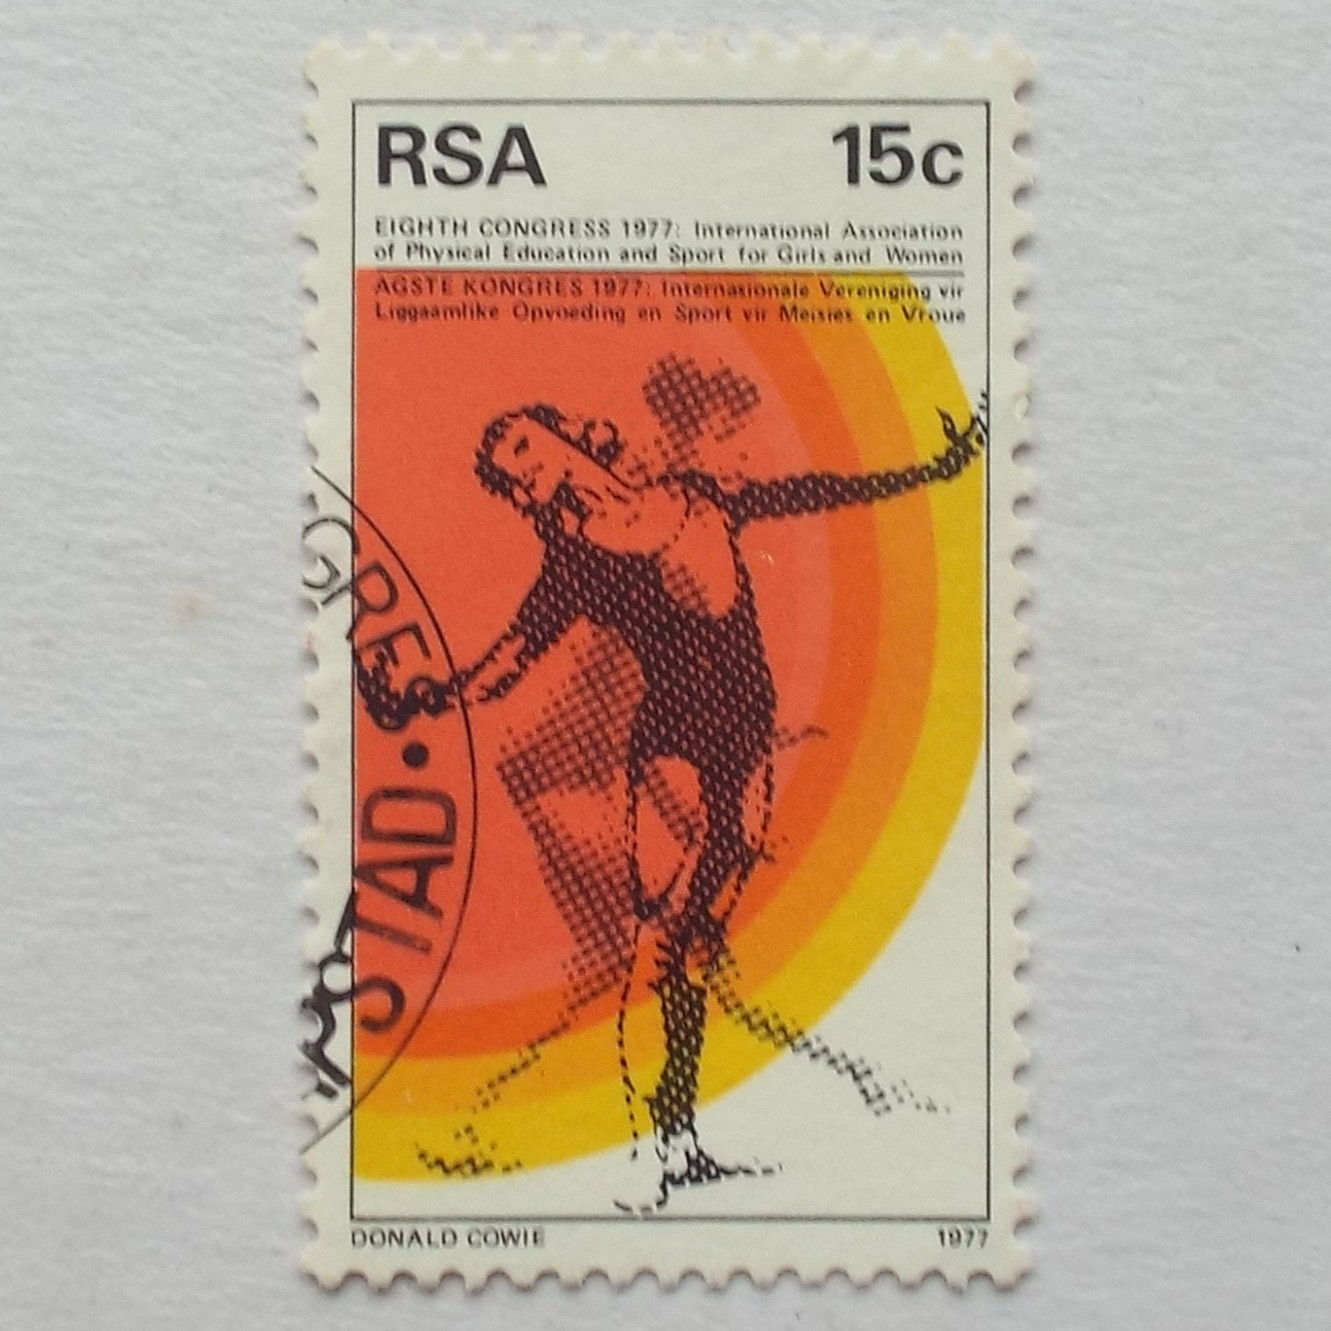 RSA 15c
EIGHTH CONGRESS 1977: International Association
of Physical Education and Sport for Girls and Women
AGSTE KONGRES 1977: Internasionale Vereniging vir
Liggaamlike Opvoeding en Sport vir Meisies en Vroue
GRES
STAD
DONALD COWIE 1977